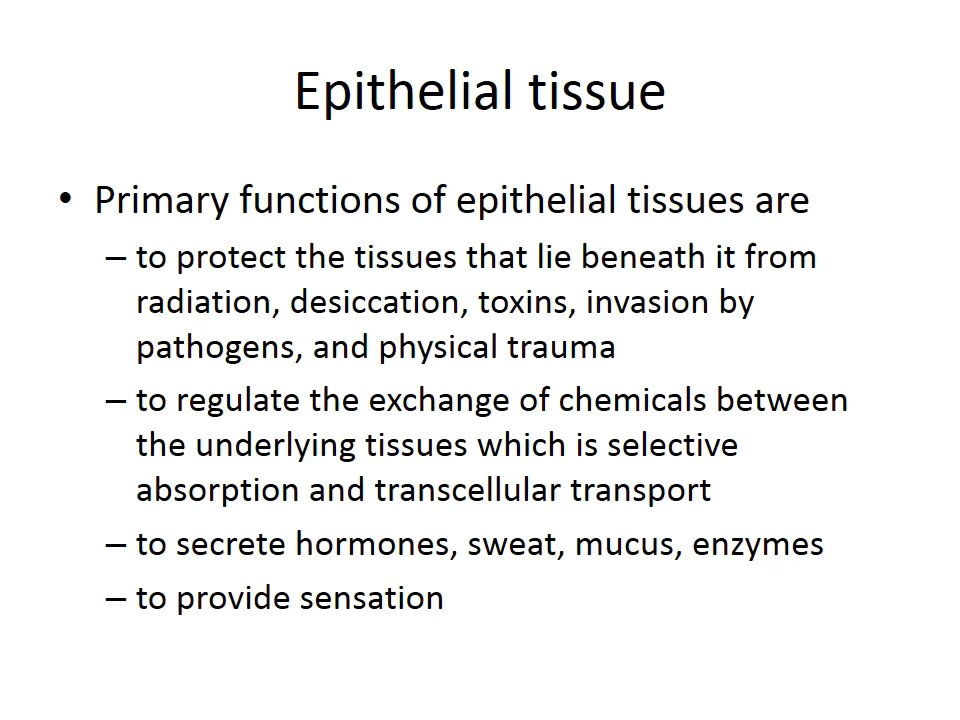 Epithelial tissue
• Primary functions of epithelial tissues are
– to protect the tissues that lie beneath it from
radiation, desiccation, toxins, invasion by
pathogens, and physical trauma
– to regulate the exchange of chemicals between
the underlying tissues which is selective
absorption and transcellular transport
– to secrete hormones, sweat, mucus, enzymes
– to provide sensation